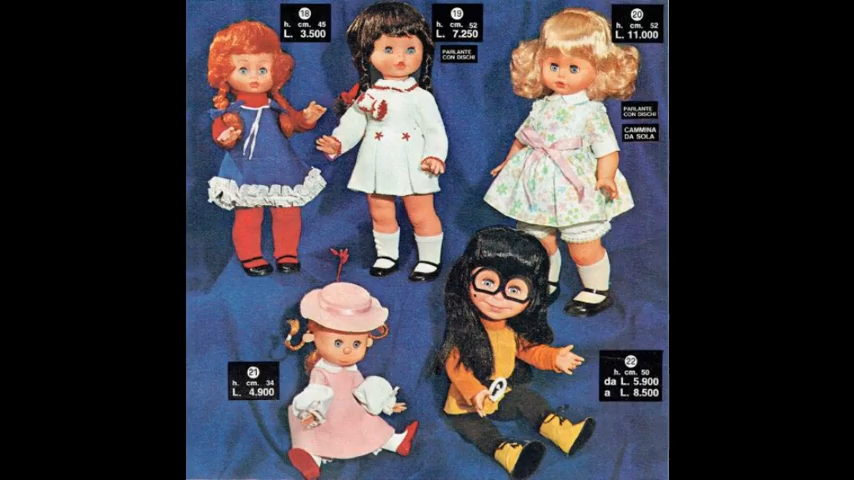 18
h. cm. 45
L. 3.500
19
h. cm. 52
L. 7.250
PARLANTE
CON DISCHI
20
h. cm. 52
L. 11.000
PARLANTE
CON DISCHI
CAMMINA
DA SOLA
21
h. cm. 34
L. 4.900
22
h. cm. 50
da L. 5.900
a L. 8.500